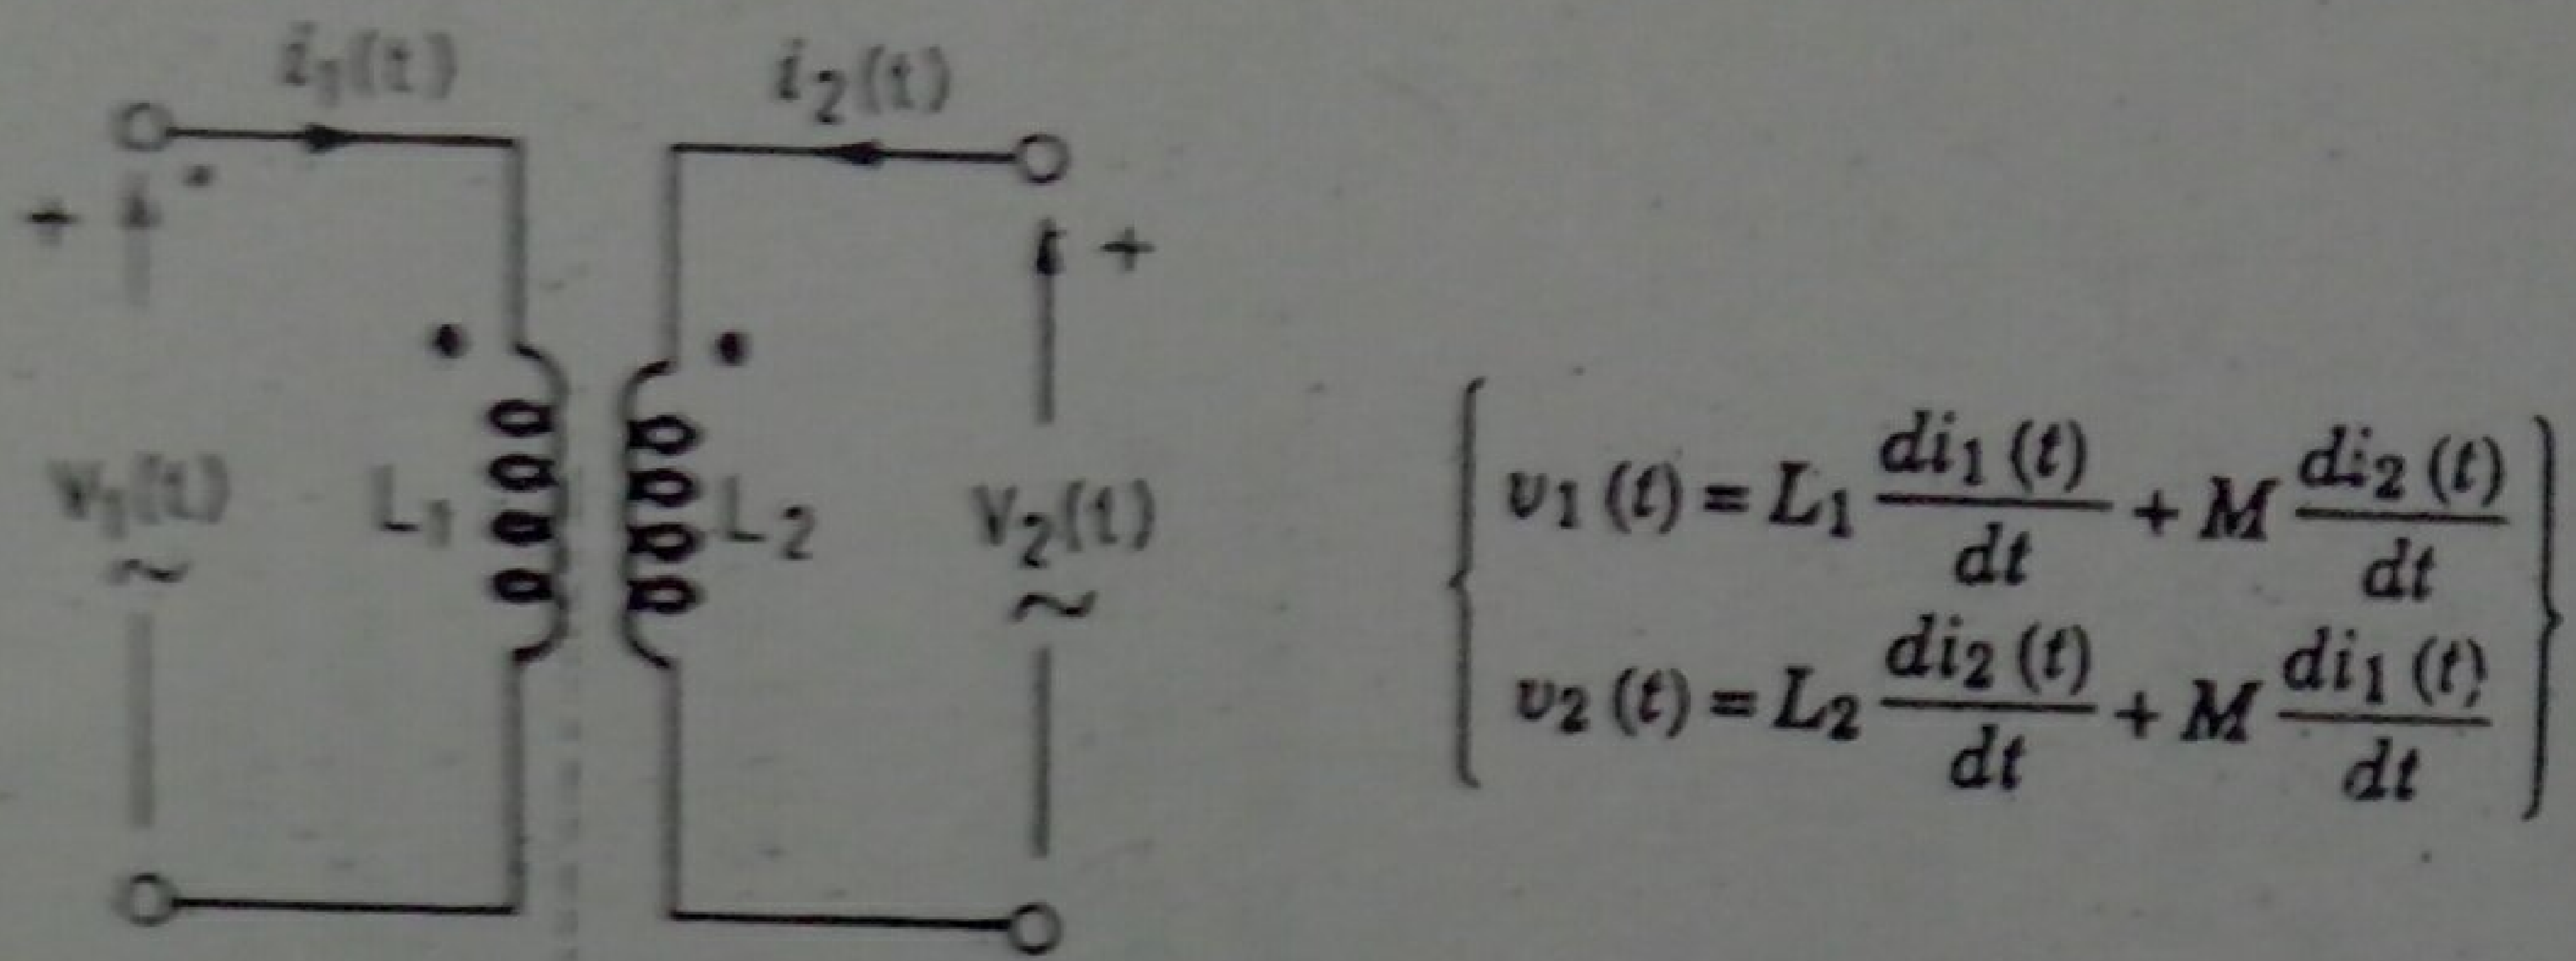 i₁(t) i₂(t)
+ +
v₁(t) L₁ L₂ v₂(t)
~ ~
v₁(t) = L₁ di₁(t)/dt + M di₂(t)/dt
v₂(t) = L₂ di₂(t)/dt + M di₁(t)/dt